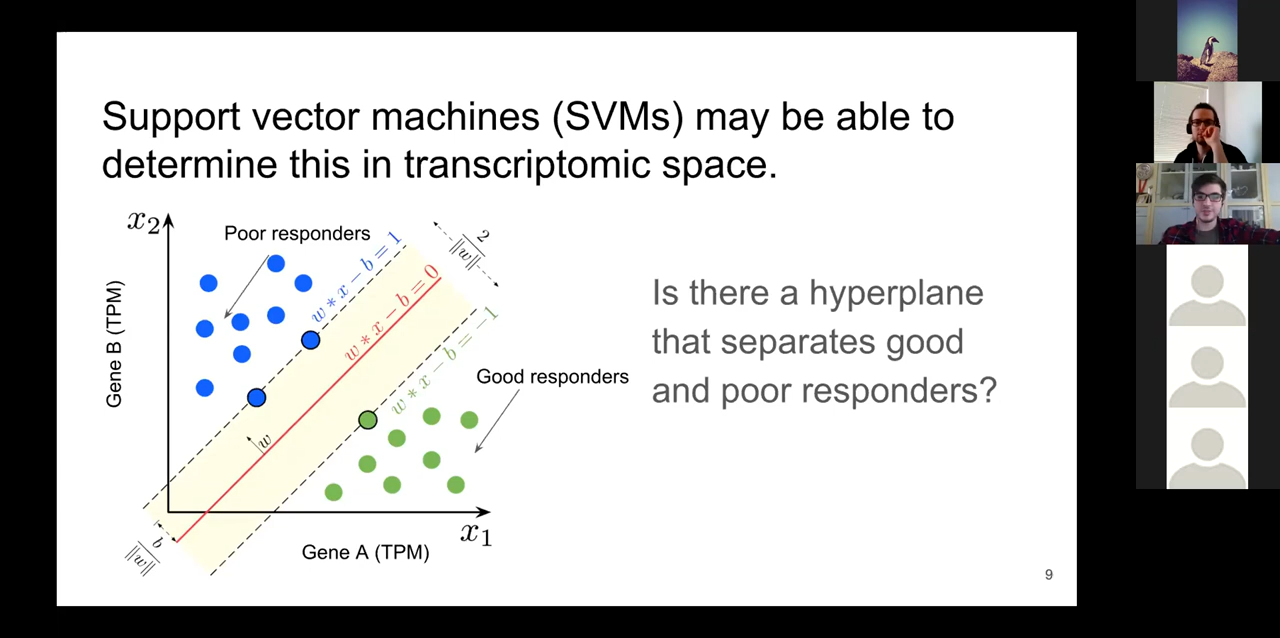 Support vector machines (SVMs) may be able to
determine this in transcriptomic space.
x₂
Poor responders
w * x − b = 1
2
‖w‖
w * x − b = 0
w * x − b = −1
Gene B (TPM)
Good responders
w
b
‖w‖
x₁
Gene A (TPM)
Is there a hyperplane
that separates good
and poor responders?
9